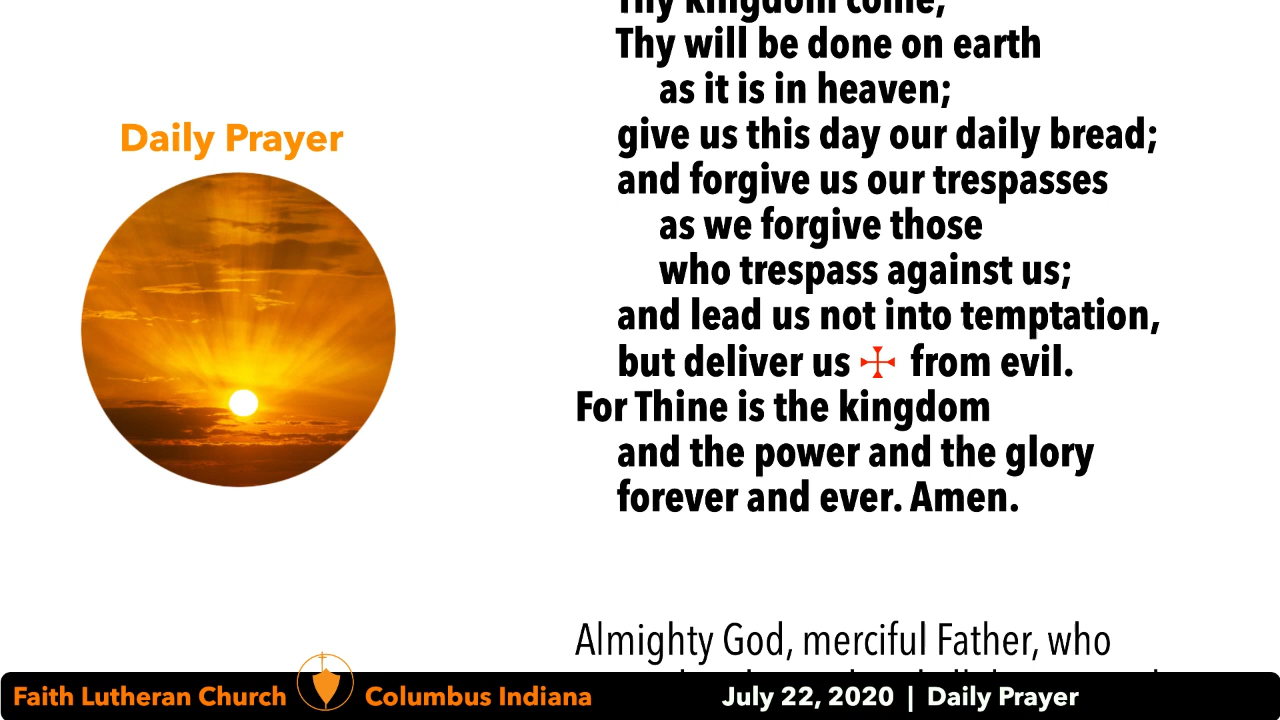 Daily Prayer
Thy kingdom come,
Thy will be done on earth
as it is in heaven;
give us this day our daily bread;
and forgive us our trespasses
as we forgive those
who trespass against us;
and lead us not into temptation,
but deliver us ☩ from evil.
For Thine is the kingdom
and the power and the glory
forever and ever. Amen.
Almighty God, merciful Father, who
Faith Lutheran Church Columbus Indiana July 22, 2020 | Daily Prayer